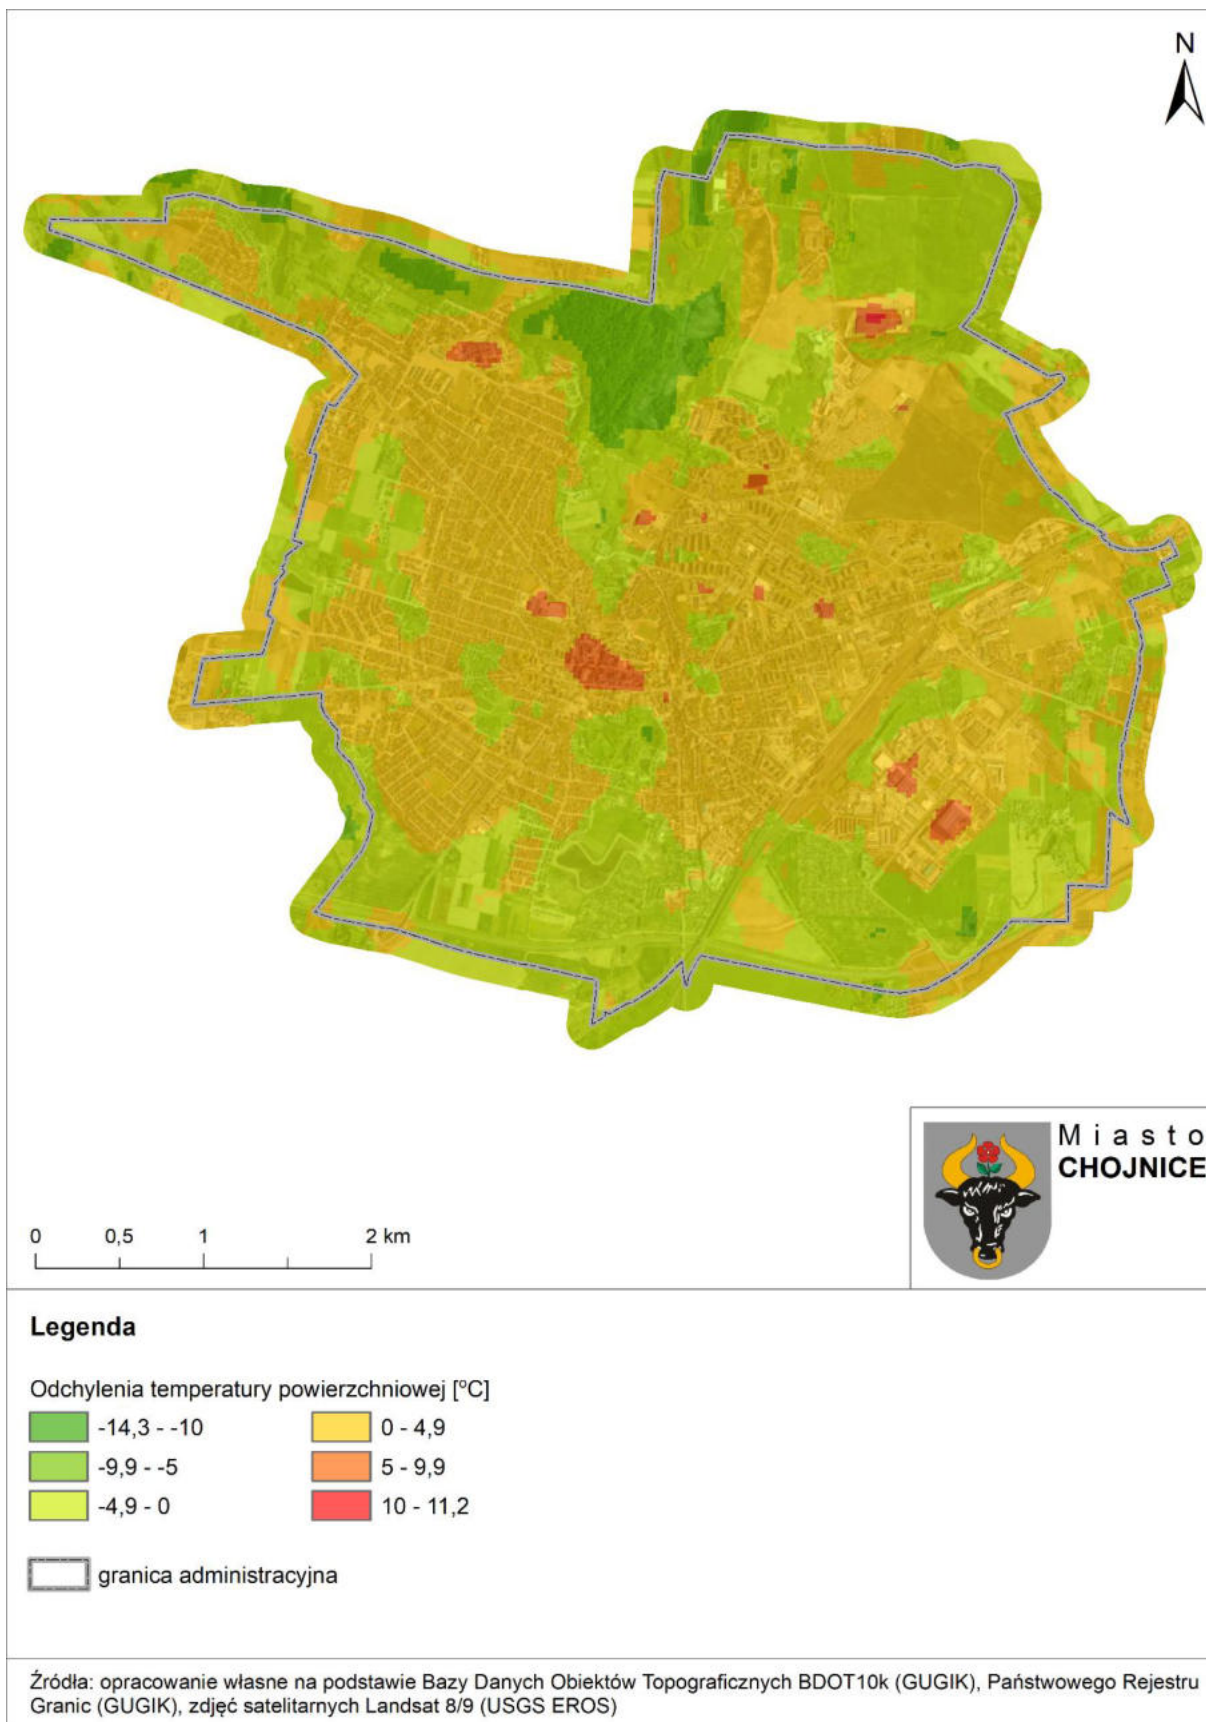 N
Miasto
CHOJNICE
0 0,5 1 2 km
Legenda
Odchylenia temperatury powierzchniowej [°C]
-14,3 - -10
-9,9 - -5
-4,9 - 0
0 - 4,9
5 - 9,9
10 - 11,2
granica administracyjna
Źródła: opracowanie własne na podstawie Bazy Danych Obiektów Topograficznych BDOT10k (GUGIK), Państwowego Rejestru
Granic (GUGIK), zdjęć satelitarnych Landsat 8/9 (USGS EROS)